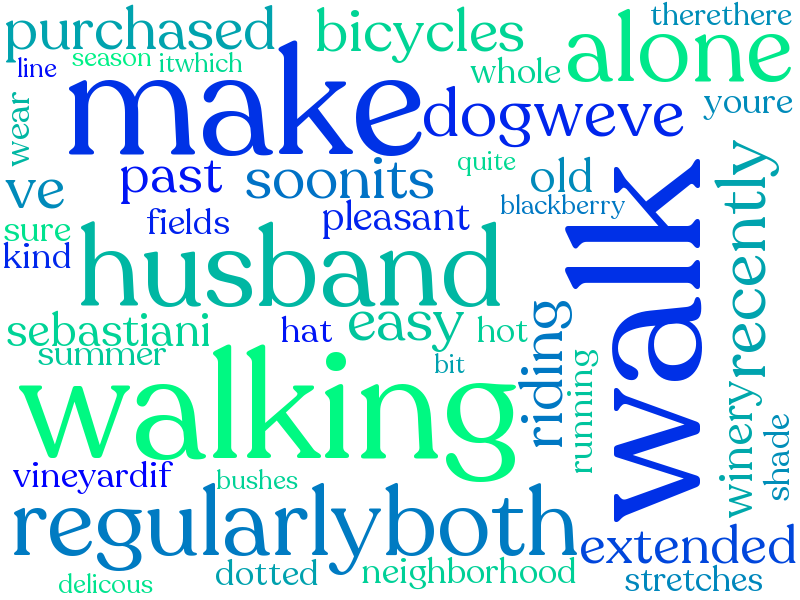 therethere
purchased
bicycles
alone
season
itwhich
line
whole
make
dogweve
youre
wear
past
soonits
quite
old
ve
blackberry
walk
recently
sure
fields
pleasant
kind
husband
sebastiani
hat
easy
hot
riding
summer
bit
running
walking
winery
shade
vineyardif
bushes
regularlyboth
extended
delicous
dotted
neighborhood
stretches